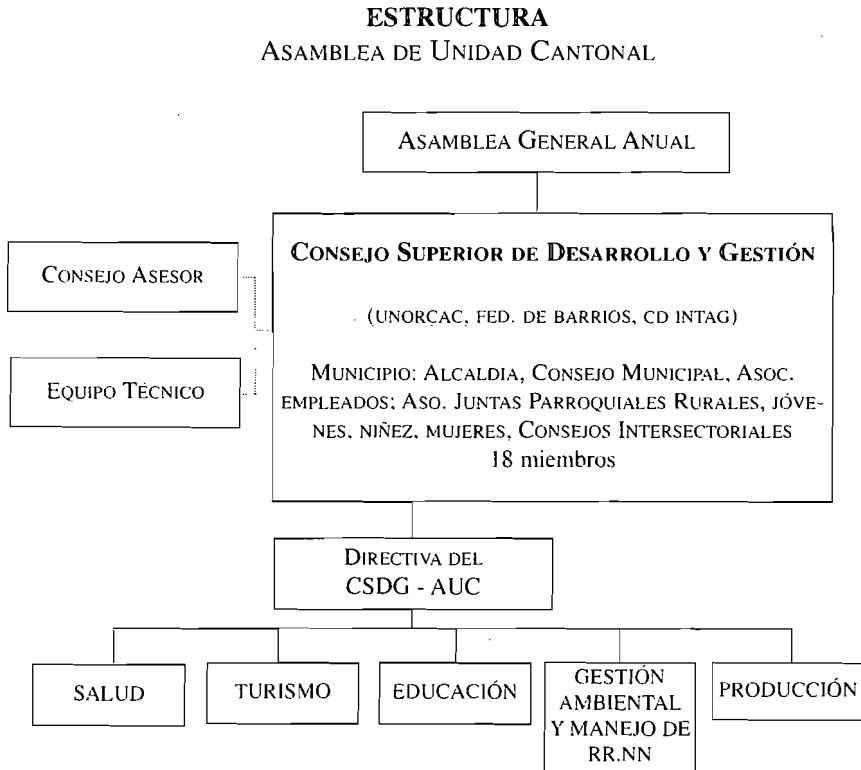 ESTRUCTURA
ASAMBLEA DE UNIDAD CANTONAL
ASAMBLEA GENERAL ANUAL
CONSEJO SUPERIOR DE DESARROLLO Y GESTIÓN
(UNORCAC, FED. DE BARRIOS, CD INTAG)
MUNICIPIO: ALCALDIA, CONSEJO MUNICIPAL, ASOC.
EMPLEADOS; ASO. JUNTAS PARROQUIALES RURALES, JÓVE-
NES, NIÑEZ, MUJERES, CONSEJOS INTERSECTORIALES
18 miembros
CONSEJO ASESOR
EQUIPO TÉCNICO
DIRECTIVA DEL
CSDG - AUC
SALUD
TURISMO
EDUCACIÓN
GESTIÓN
AMBIENTAL
Y MANEJO DE
RR.NN
PRODUCCIÓN